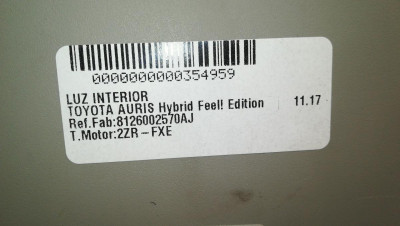 0000000000354959
LUZ INTERIOR
TOYOTA AURIS Hybrid Feel! Edition 11.17
Ref.Fab:8126002570AJ
T.Motor:2ZR-FXE